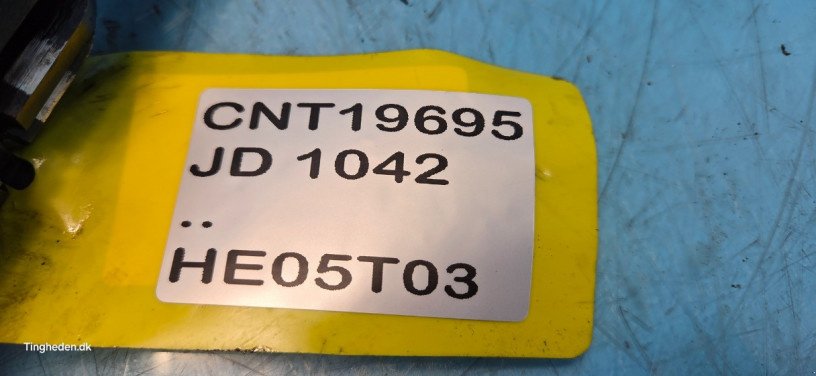 CNT19695
JD 1042
..
HE05T03
Tingheden.dk